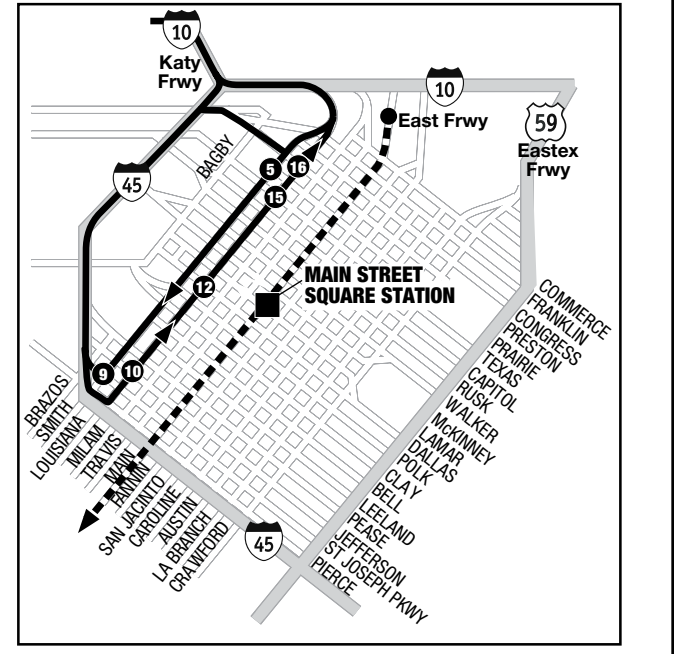 10
Katy
Frwy
10
East Frwy
59
Eastex
Frwy
BAGBY
5
16
45
15
12
MAIN STREET
SQUARE STATION
9
10
COMMERCE
FRANKLIN
CONGRESS
PRESTON
PRAIRIE
TEXAS
CAPITOL
RUSK
WALKER
McKINNEY
LAMAR
DALLAS
POLK
CLAY
BELL
LEELAND
PEASE
JEFFERSON
ST JOSEPH PKWY
PIERCE
BRAZOS
SMITH
LOUISIANA
MILAM
TRAVIS
MAIN
FANNIN
SAN JACINTO
CAROLINE
AUSTIN
LA BRANCH
CRAWFORD
45